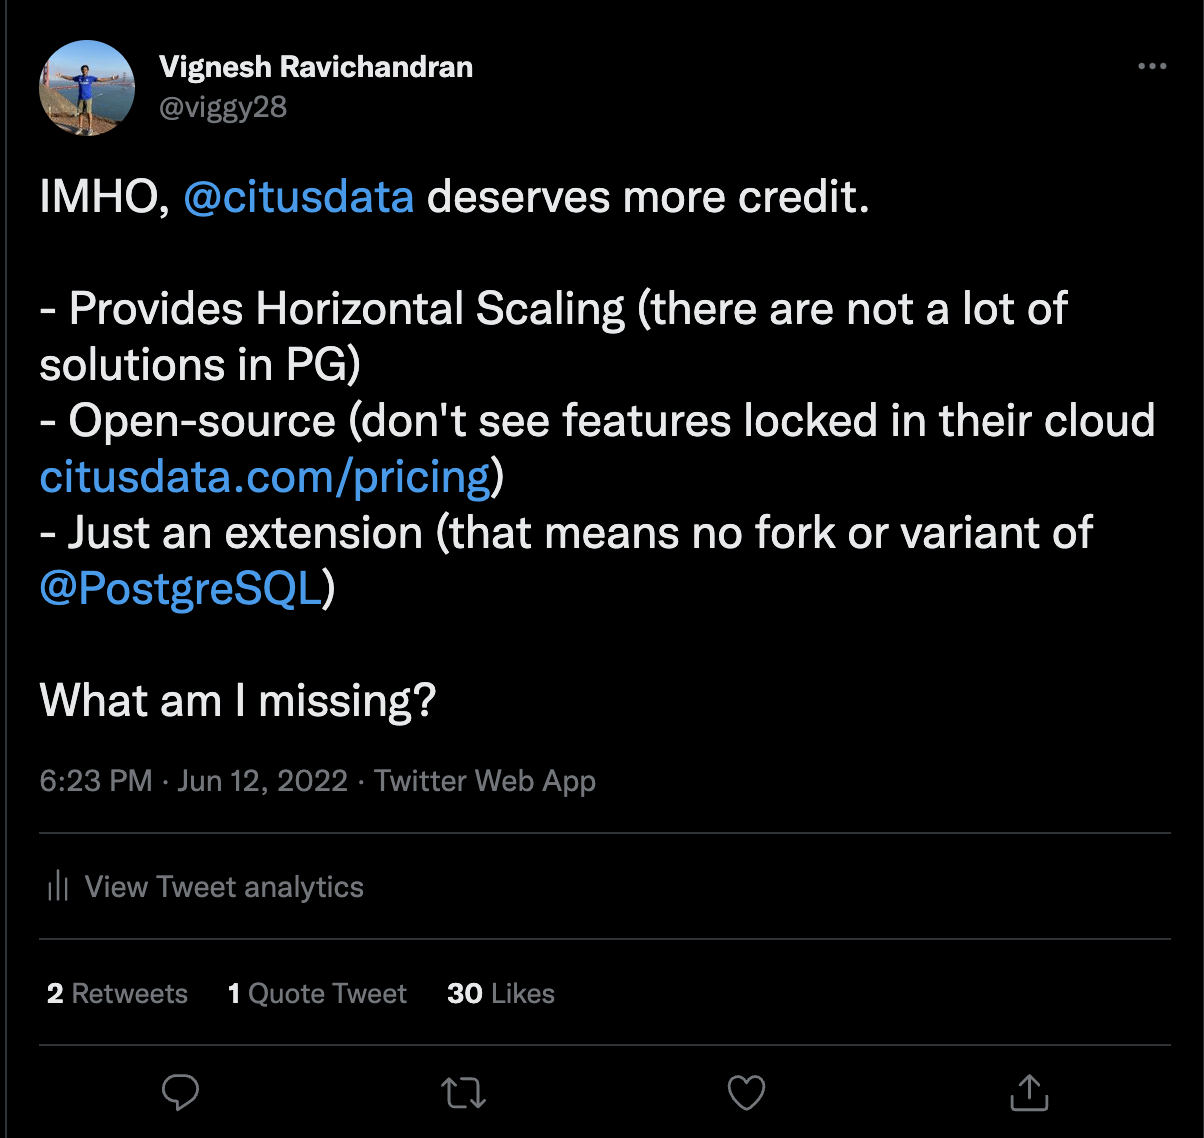 Vignesh Ravichandran
@viggy28
IMHO, @citusdata deserves more credit.
- Provides Horizontal Scaling (there are not a lot of
solutions in PG)
- Open-source (don't see features locked in their cloud
citusdata.com/pricing)
- Just an extension (that means no fork or variant of
@PostgreSQL)
What am I missing?
6:23 PM · Jun 12, 2022 · Twitter Web App
View Tweet analytics
2 Retweets 1 Quote Tweet 30 Likes